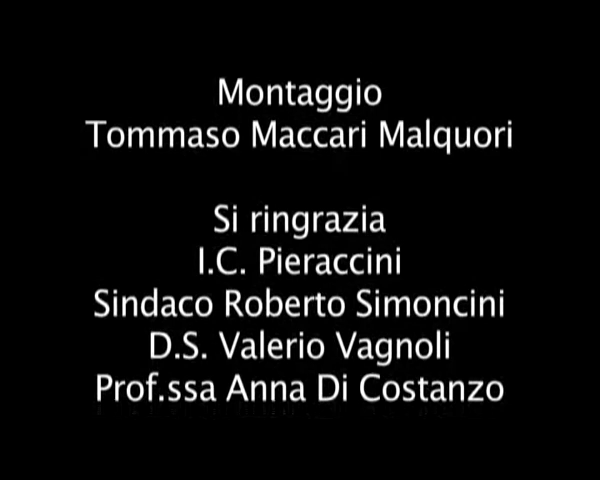 Montaggio
Tommaso Maccari Malquori
Si ringrazia
I.C. Pieraccini
Sindaco Roberto Simoncini
D.S. Valerio Vagnoli
Prof.ssa Anna Di Costanzo